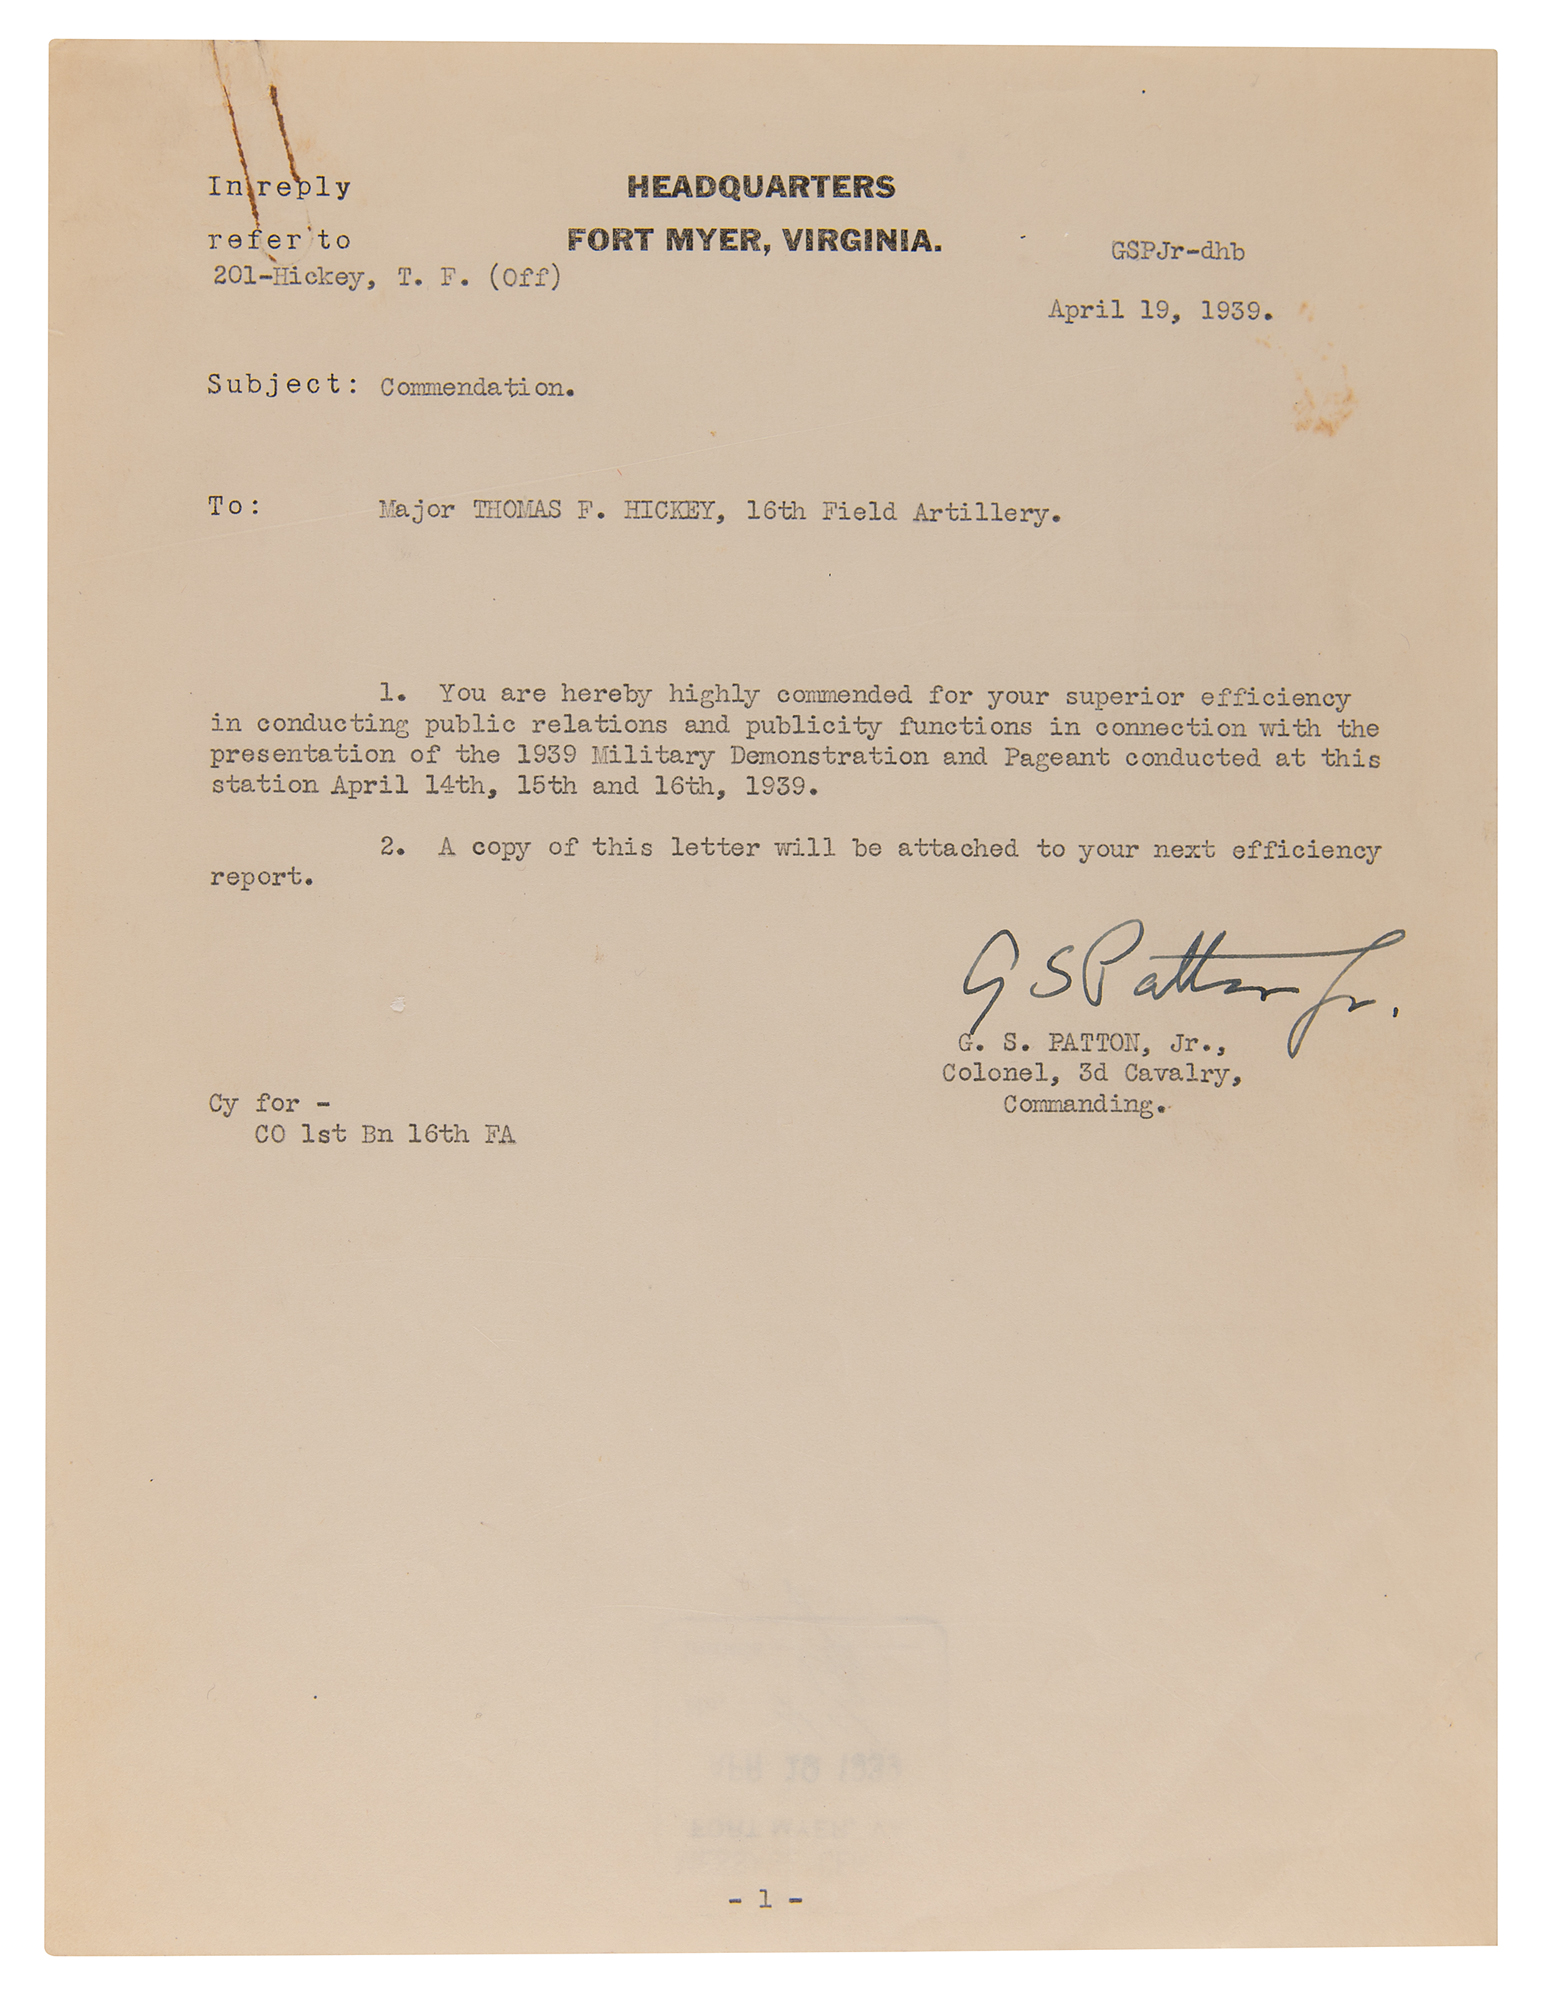 In reply
HEADQUARTERS
refer to
FORT MYER, VIRGINIA.
GSPJr-dhb
201-Hickey, T. F. (Off)
April 19, 1939.
Subject: Commendation.
To: Major THOMAS F. HICKEY, 16th Field Artillery.
1. You are hereby highly commended for your superior efficiency
in conducting public relations and publicity functions in connection with the
presentation of the 1939 Military Demonstration and Pageant conducted at this
station April 14th, 15th and 16th, 1939.
2. A copy of this letter will be attached to your next efficiency
report.
G S Patton Jr.
G. S. PATTON, Jr.,
Colonel, 3d Cavalry,
Commanding.
Cy for -
CO 1st Bn 16th FA
FORT MYER,
- 1 -